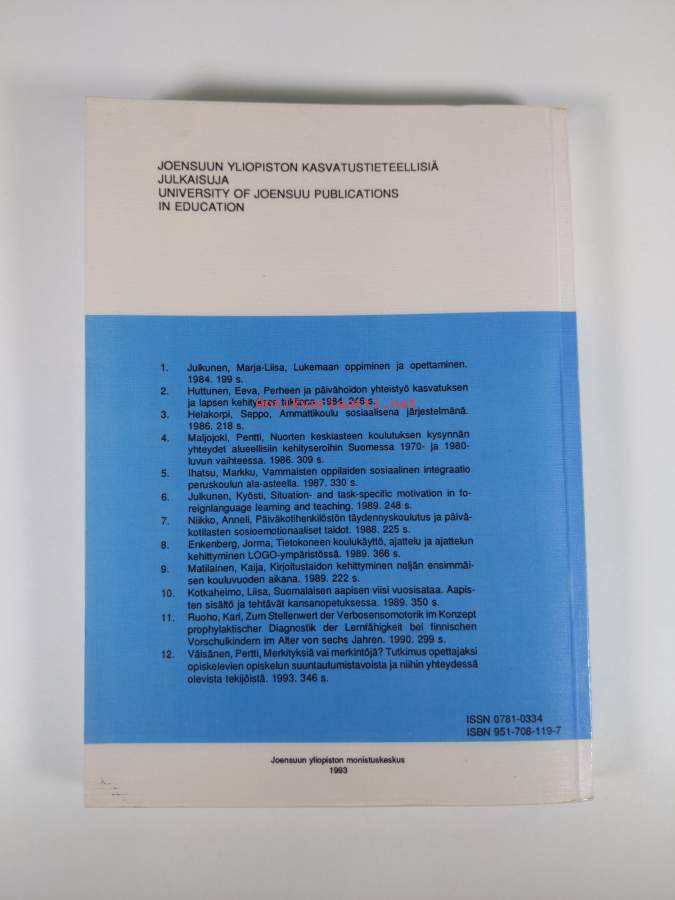 JOENSUUN YLIOPISTON KASVATUSTIETEELLISIÄ
JULKAISUJA
UNIVERSITY OF JOENSUU PUBLICATIONS
IN EDUCATION
1. Julkunen, Marja-Liisa, Lukemaan oppiminen ja opettaminen.
1984. 199 s.
2. Huttunen, Eeva, Perheen ja päivähoidon yhteistyö kasvatuksen
ja lapsen kehityksen tukijana. 1984.
3. Helakorpi, Seppo, Ammattikoulu sosiaalisena järjestelmänä.
1986. 218 s.
4. Maljojoki, Pentti, Nuorten keskiasteen koulutuksen kysynnän
yhteydet alueellisiin kehityseroihin Suomessa 1970- ja 1980-
luvun vaihteessa. 1986. 309 s.
5. Ihatsu, Markku, Vammaisten oppilaiden sosiaalinen integraatio
peruskoulun ala-asteella. 1987. 330 s.
6. Julkunen, Kyösti, Situation- and task-specific motivation in fo-
reignlanguage learning and teaching. 1989. 248 s.
7. Niikko, Anneli, Päiväkotihenkilöstön täydennyskoulutus ja päivä-
kotilasten sosioemotionaaliset taidot. 1988. 225 s.
8. Enkenberg, Jorma, Tietokoneen koulukäyttö, ajattelu ja ajattelun
kehittyminen LOGO-ympäristössä. 1989. 366 s.
9. Matilainen, Kaija, Kirjoitustaidon kehittyminen neljän ensimmäi-
sen kouluvuoden aikana. 1989. 222 s.
10. Kotkaheimo, Liisa, Suomalaisen aapisen viisi vuosisataa. Aapis-
ten sisältö ja tehtävät kansanopetuksessa. 1989. 350 s.
11. Ruoho, Kari, Zum Stellenwert der Verbosensomotorik im Konzept
prophylaktischer Diagnostik der Lernfähigkeit bei finnischen
Vorschulkindern im Alter von sechs Jahren. 1990. 299 s.
12. Väisänen, Pertti, Merkityksiä vai merkintöjä? Tutkimus opettajaksi
opiskelevien opiskelun suuntautumistavoista ja niihin yhteydessä
olevista tekijöistä. 1993. 346 s.
ISSN 0781-0334
ISBN 951-708-119-7
Joensuun yliopiston monistuskeskus
1993